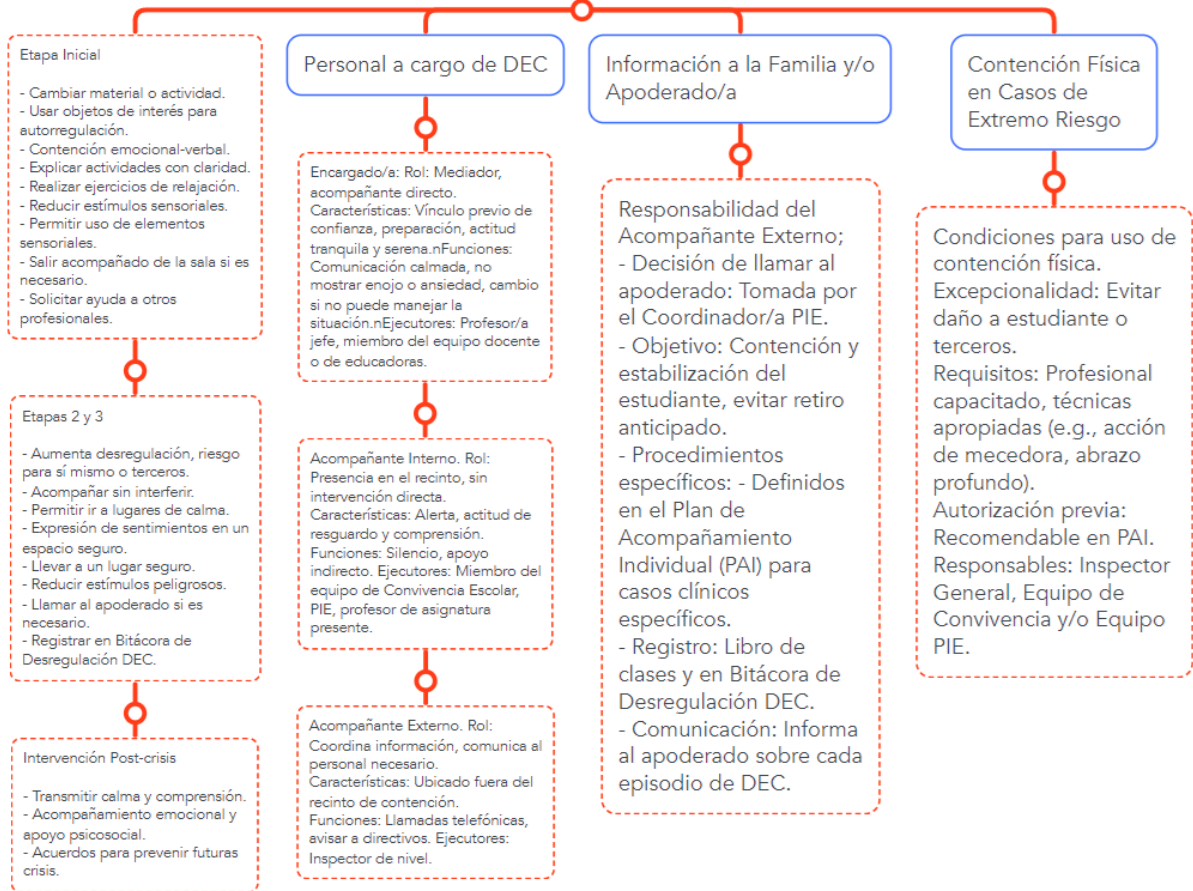 Etapa Inicial
- Cambiar material o actividad.
- Usar objetos de interés para
autorregulación.
- Contención emocional-verbal.
- Explicar actividades con claridad.
- Realizar ejercicios de relajación.
- Reducir estímulos sensoriales.
- Permitir uso de elementos
sensoriales.
- Salir acompañado de la sala si es
necesario.
- Solicitar ayuda a otros
profesionales.
Etapas 2 y 3
- Aumenta desregulación, riesgo
para sí mismo o terceros.
- Acompañar sin interferir.
- Permitir ir a lugares de calma.
- Expresión de sentimientos en un
espacio seguro.
- Llevar a un lugar seguro.
- Reducir estímulos peligrosos.
- Llamar al apoderado si es
necesario.
- Registrar en Bitácora de
Desregulación DEC.
Intervención Post-crisis
- Transmitir calma y comprensión.
- Acompañamiento emocional y
apoyo psicosocial.
- Acuerdos para prevenir futuras
crisis.
Personal a cargo de DEC
Encargado/a: Rol: Mediador,
acompañante directo.
Características: Vínculo previo de
confianza, preparación, actitud
tranquila y serena.nFunciones:
Comunicación calmada, no
mostrar enojo o ansiedad, cambio
si no puede manejar la
situación.nEjecutores: Profesor/a
jefe, miembro del equipo docente
o de educadoras.
Acompañante Interno. Rol:
Presencia en el recinto, sin
intervención directa.
Características: Alerta, actitud de
resguardo y comprensión.
Funciones: Silencio, apoyo
indirecto. Ejecutores: Miembro del
equipo de Convivencia Escolar,
PIE, profesor de asignatura
presente.
Acompañante Externo. Rol:
Coordina información, comunica al
personal necesario.
Características: Ubicado fuera del
recinto de contención.
Funciones: Llamadas telefónicas,
avisar a directivos. Ejecutores:
Inspector de nivel.
Información a la Familia y/o
Apoderado/a
Responsabilidad del
Acompañante Externo;
- Decisión de llamar al
apoderado: Tomada por
el Coordinador/a PIE.
- Objetivo: Contención y
estabilización del
estudiante, evitar retiro
anticipado.
- Procedimientos
específicos: - Definidos
en el Plan de
Acompañamiento
Individual (PAI) para
casos clínicos
específicos.
- Registro: Libro de
clases y en Bitácora de
Desregulación DEC.
- Comunicación: Informa
al apoderado sobre cada
episodio de DEC.
Contención Física
en Casos de
Extremo Riesgo
Condiciones para uso de
contención física.
Excepcionalidad: Evitar
daño a estudiante o
terceros.
Requisitos: Profesional
capacitado, técnicas
apropiadas (e.g., acción
de mecedora, abrazo
profundo).
Autorización previa:
Recomendable en PAI.
Responsables: Inspector
General, Equipo de
Convivencia y/o Equipo
PIE.